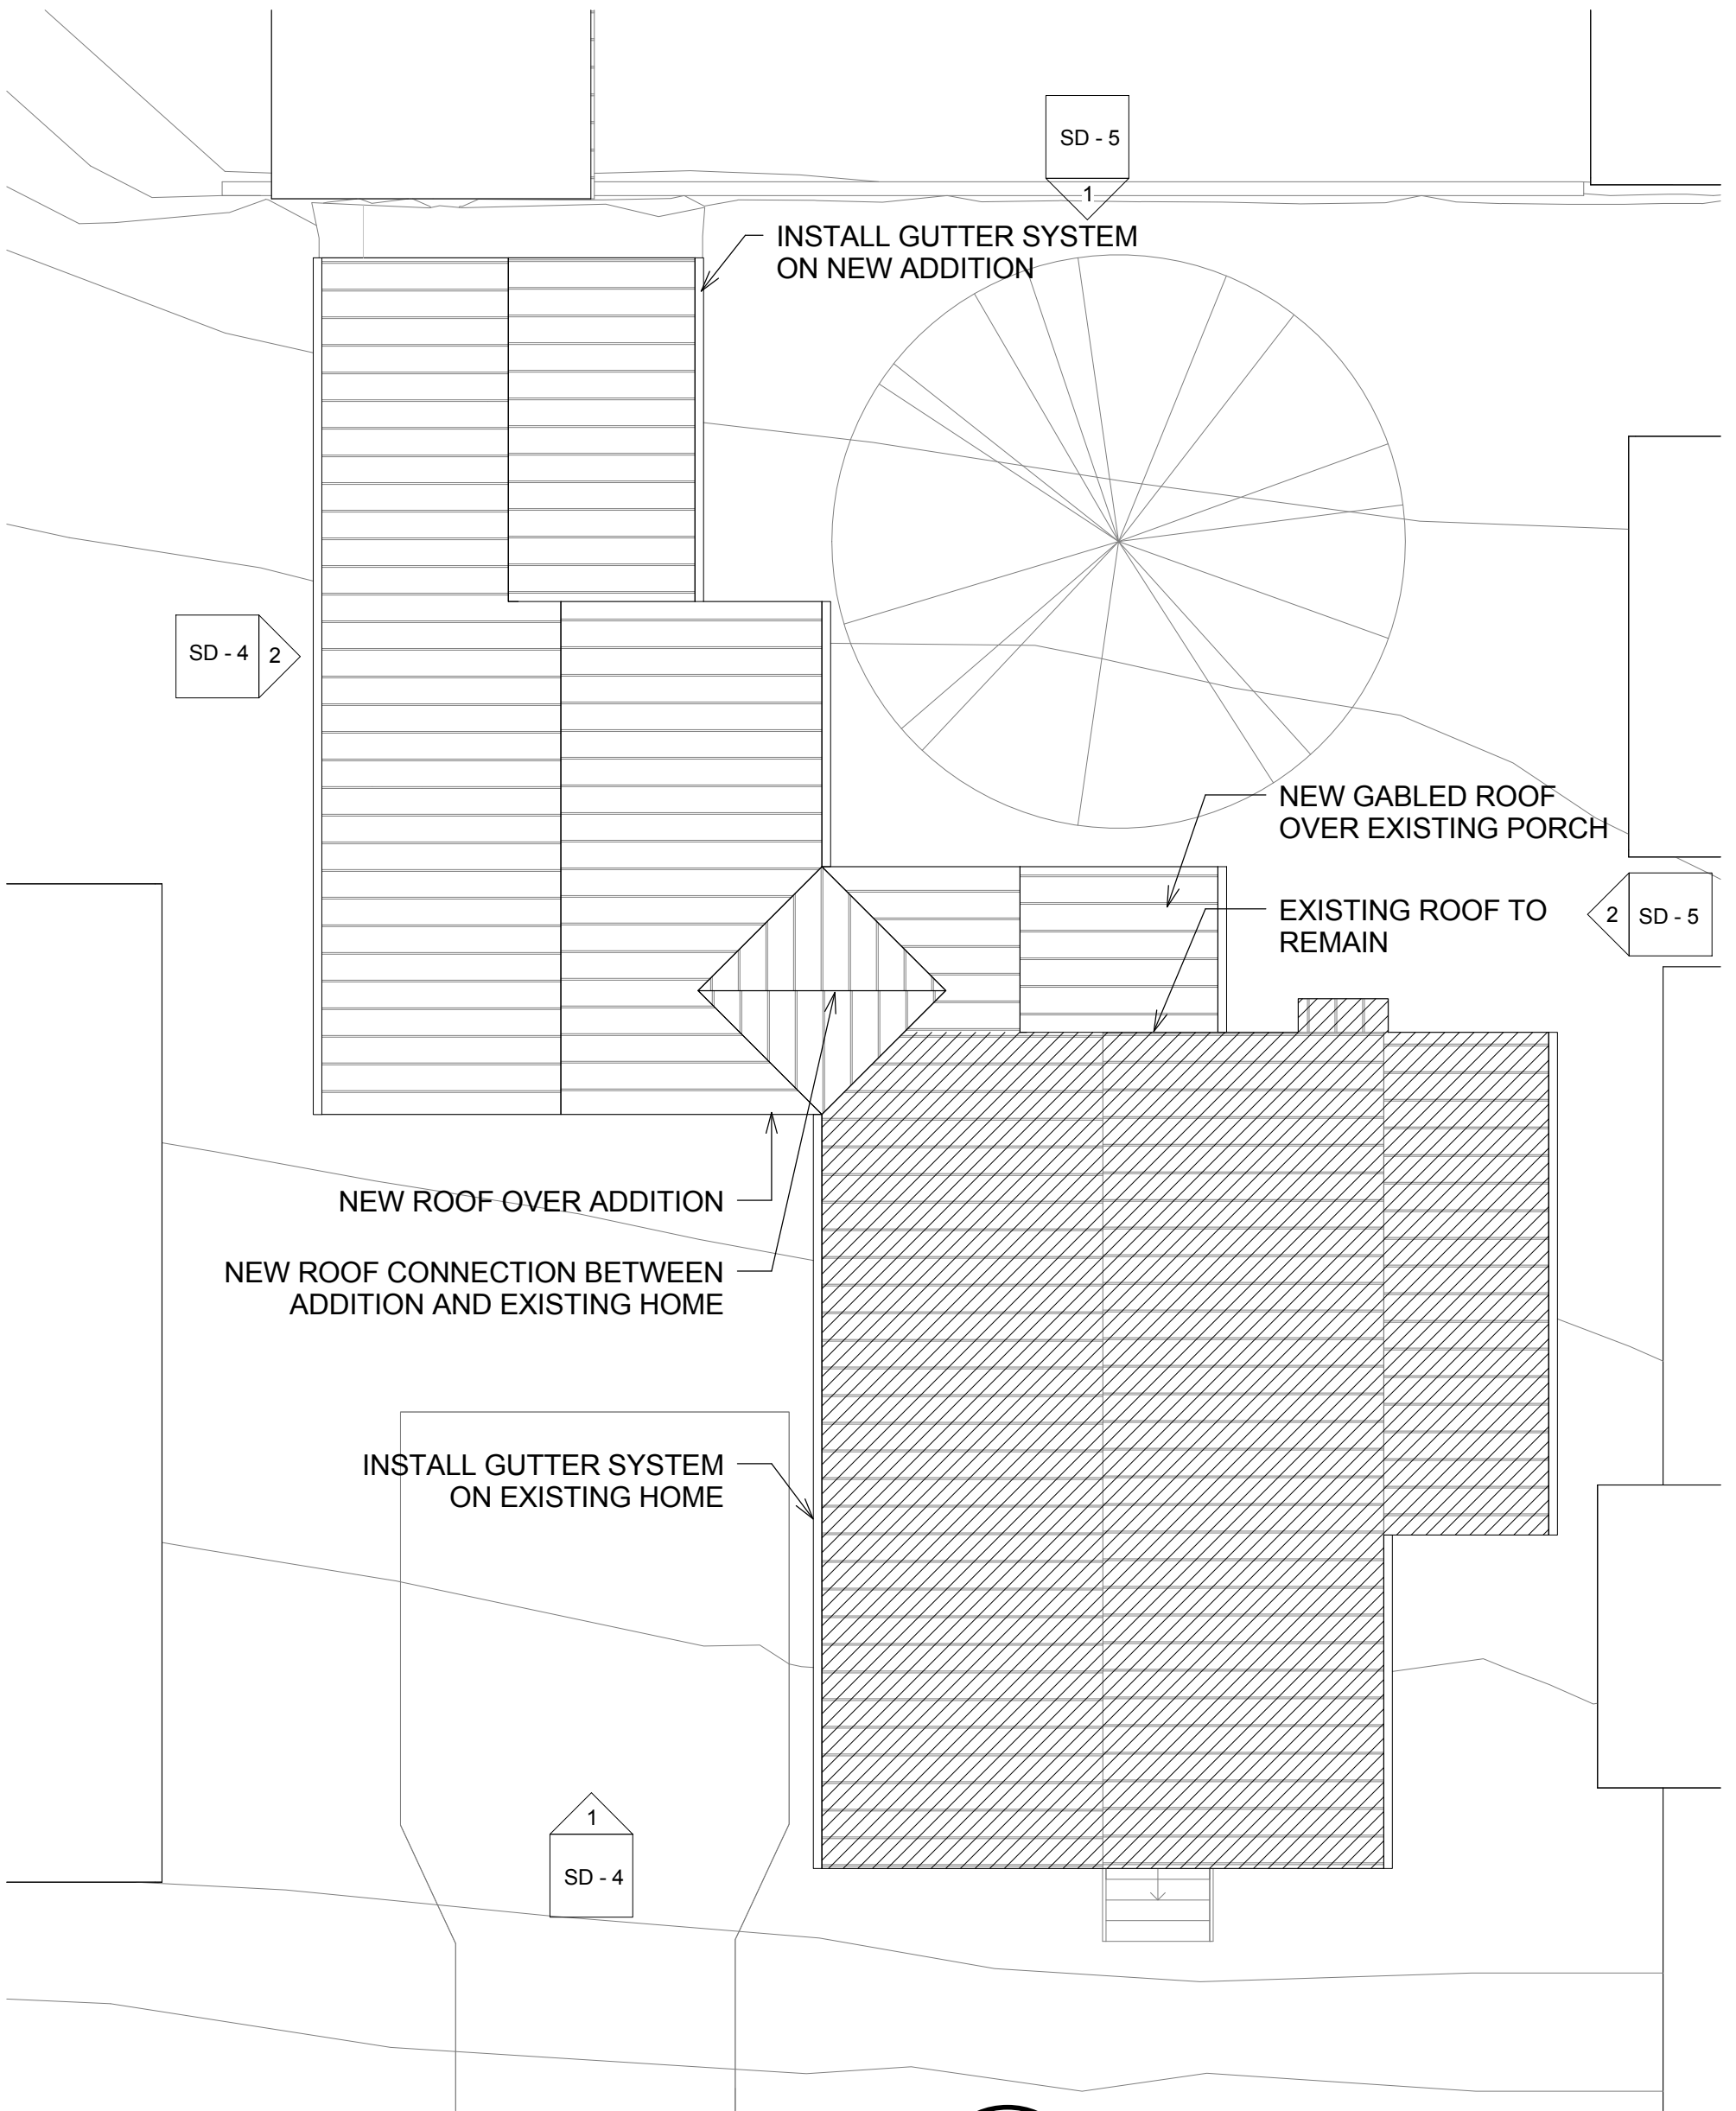 SD - 5
1
INSTALL GUTTER SYSTEM
ON NEW ADDITION
SD - 4
2
NEW GABLED ROOF
OVER EXISTING PORCH
EXISTING ROOF TO
REMAIN
2
SD - 5
NEW ROOF OVER ADDITION
NEW ROOF CONNECTION BETWEEN
ADDITION AND EXISTING HOME
INSTALL GUTTER SYSTEM
ON EXISTING HOME
1
SD - 4